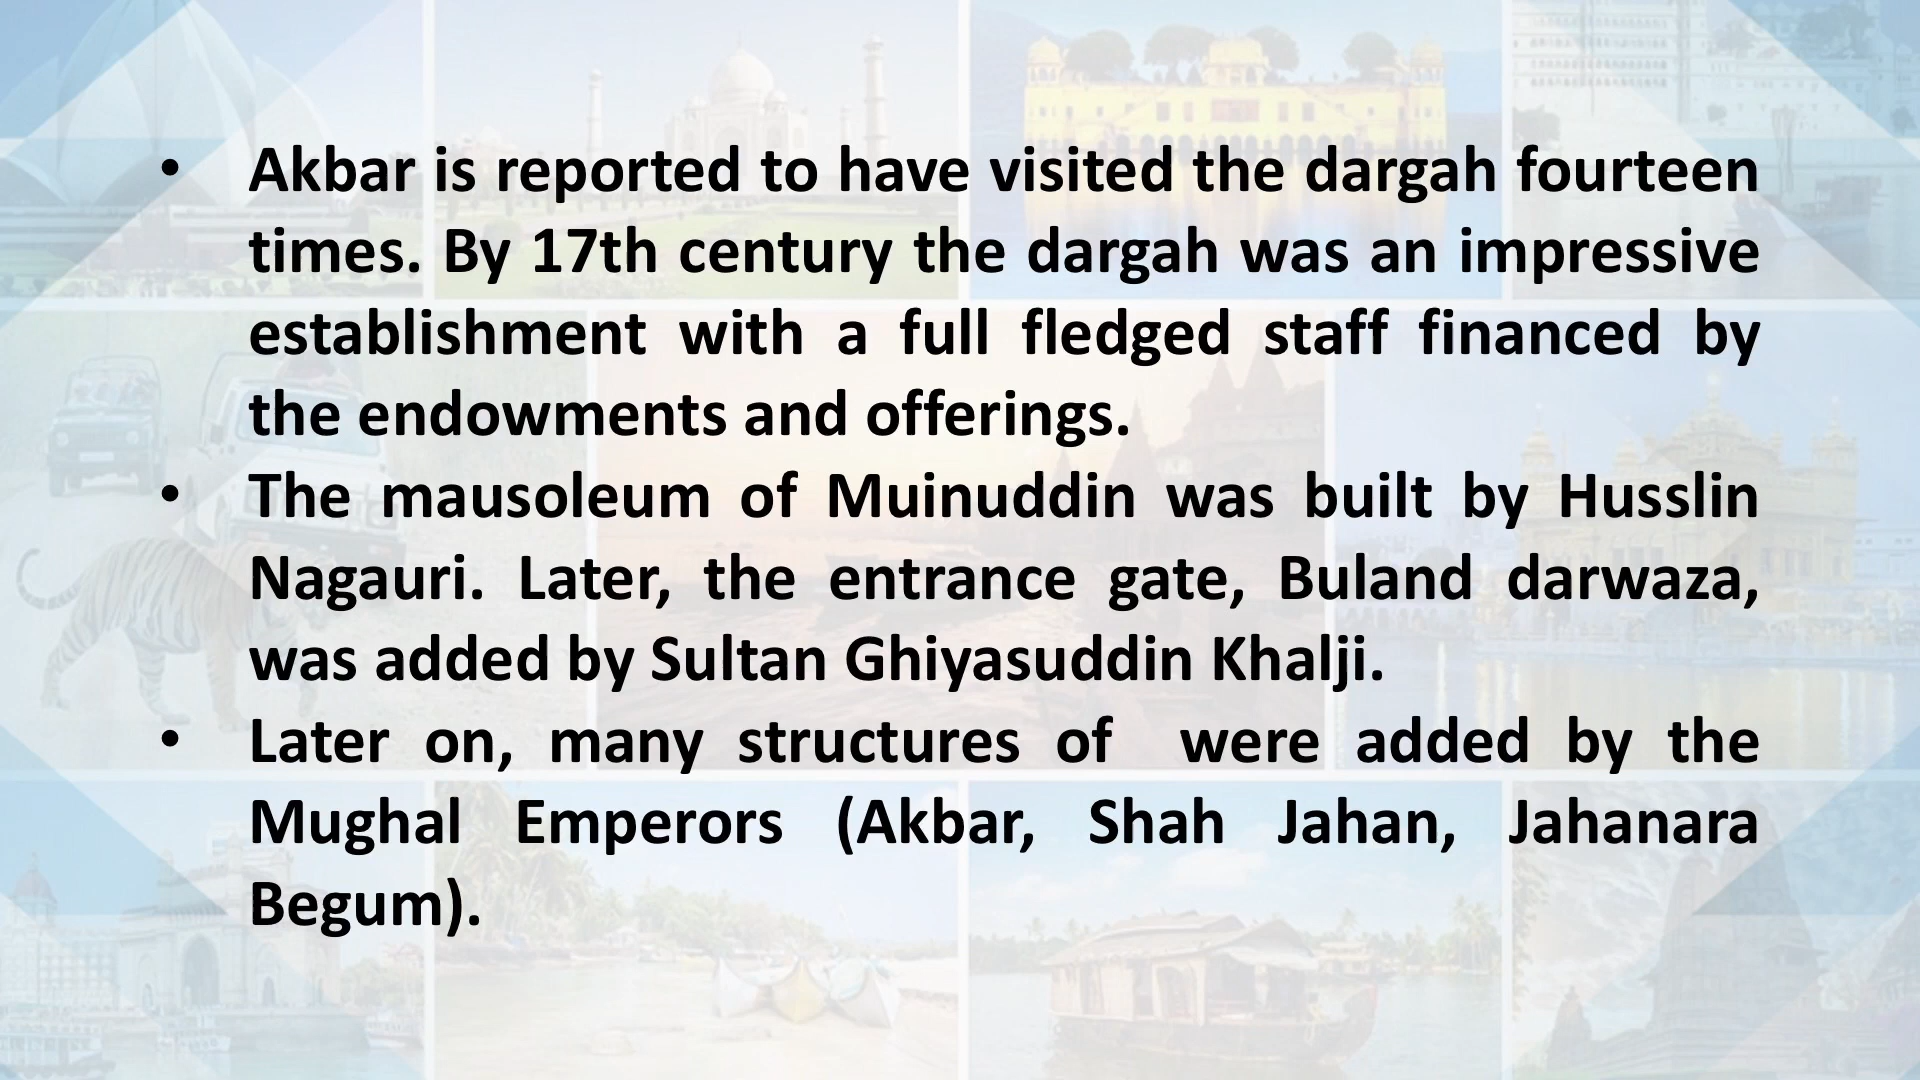 • Akbar is reported to have visited the dargah fourteen
times. By 17th century the dargah was an impressive
establishment with a full fledged staff financed by
the endowments and offerings.
• The mausoleum of Muinuddin was built by Husslin
Nagauri. Later, the entrance gate, Buland darwaza,
was added by Sultan Ghiyasuddin Khalji.
• Later on, many structures of  were added by the
Mughal Emperors (Akbar, Shah Jahan, Jahanara
Begum).